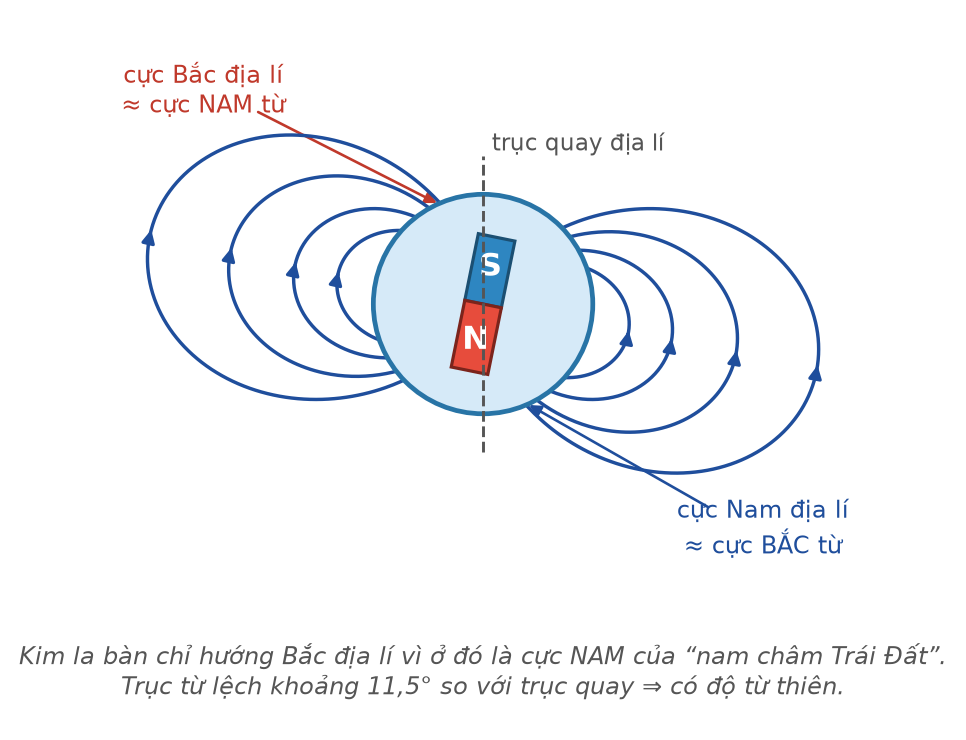 cực Bắc địa lí
≈ cực NAM từ
trục quay địa lí
S
N
cực Nam địa lí
≈ cực BẮC từ
Kim la bàn chỉ hướng Bắc địa lí vì ở đó là cực NAM của “nam châm Trái Đất”.
Trục từ lệch khoảng 11,5° so với trục quay ⇒ có độ từ thiên.